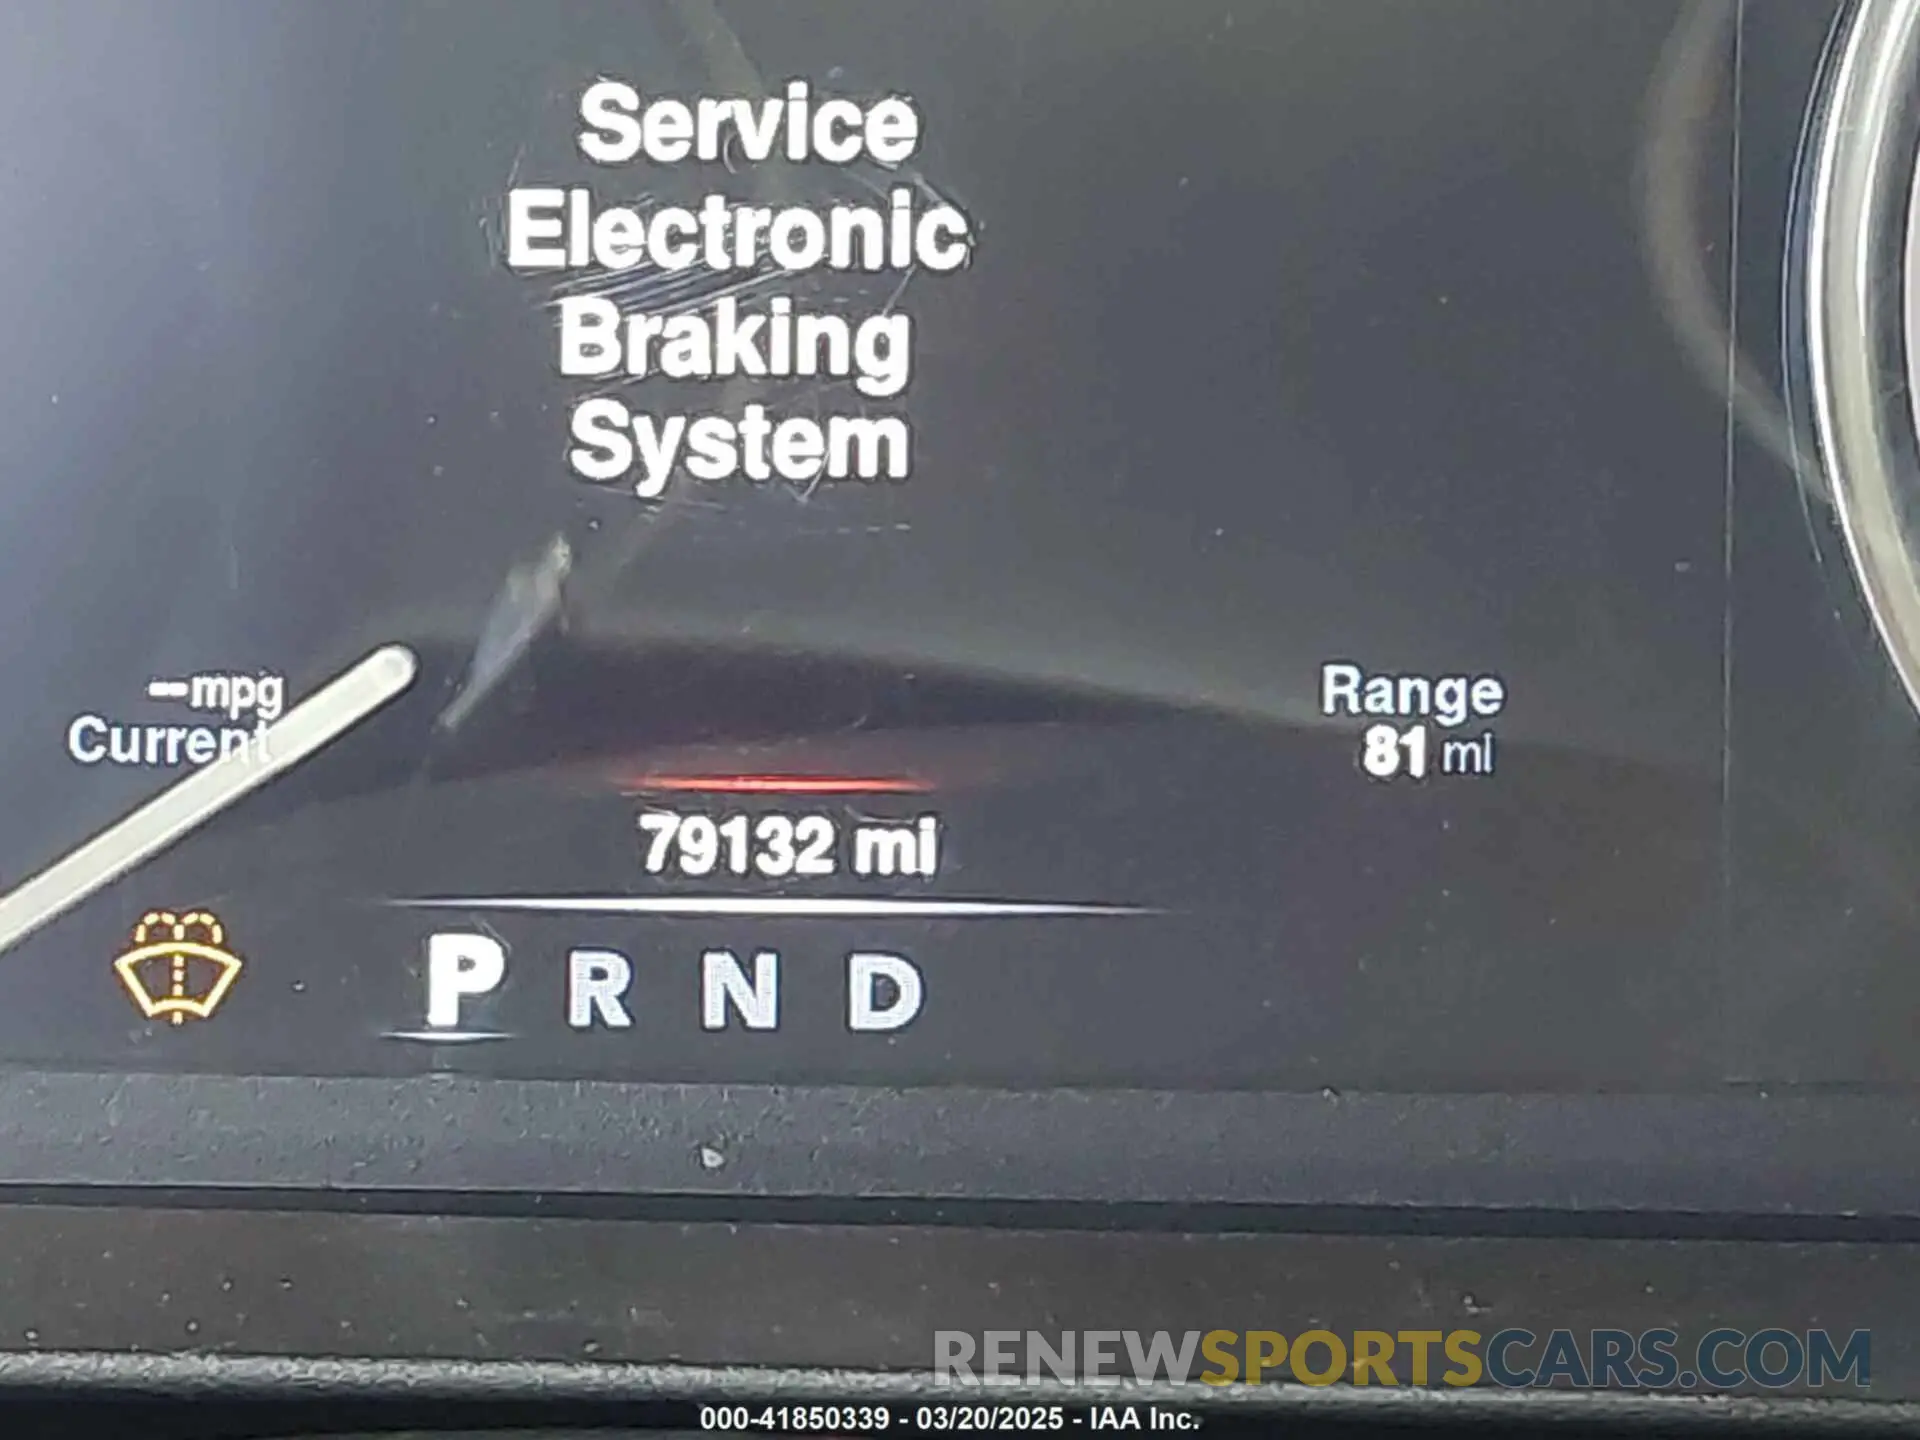 Service
Electronic
Braking
System
--mpg
Current
Range
81 mi
79132 mi
P R N D
RENEWSPORTSCARS.COM
000-41850339 - 03/20/2025 - IAA Inc.